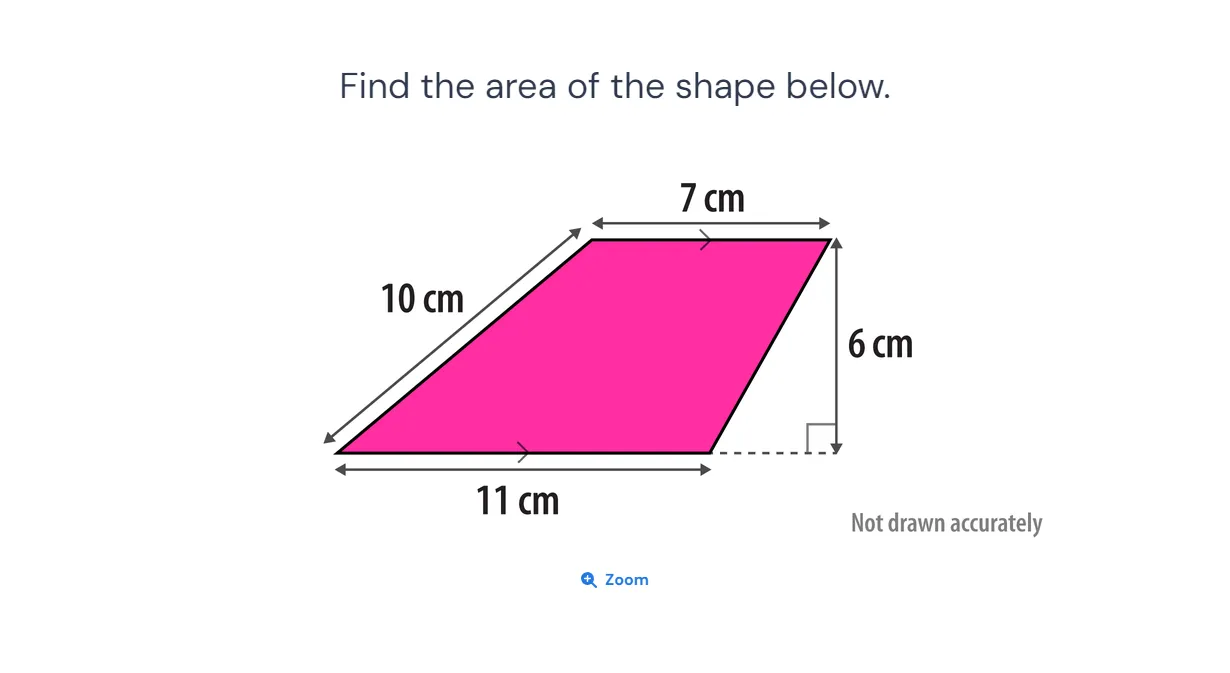 Find the area of the shape below.
7 cm
10 cm
6 cm
11 cm
Not drawn accurately
Zoom